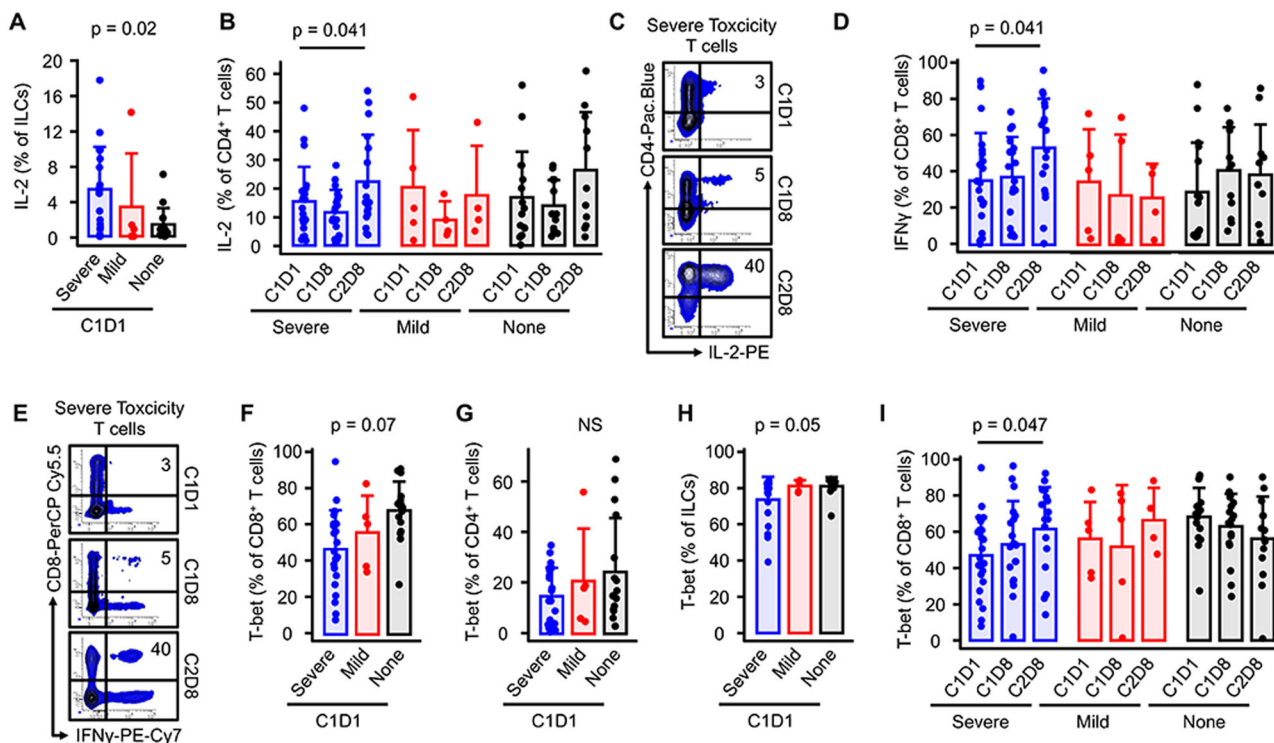 A
p = 0.02
IL-2 (% of ILCs)
20
16
12
8
4
0
Severe
Mild
None
C1D1
B
p = 0.041
IL-2 (% of CD4+ T cells)
60
50
40
30
20
10
0
C1D1
C1D8
C2D8
C1D1
C1D8
C2D8
C1D1
C1D8
C2D8
Severe
Mild
None
C
Severe Toxcicity
T cells
CD4-Pac.Blue
3
C1D1
5
C1D8
40
C2D8
IL-2-PE
D
p = 0.041
IFNγ (% of CD8+ T cells)
100
80
60
40
20
0
C1D1
C1D8
C2D8
C1D1
C1D8
C2D8
C1D1
C1D8
C2D8
Severe
Mild
None
E
Severe Toxcicity
T cells
CD8-PerCP Cy5.5
3
C1D1
5
C1D8
40
C2D8
IFNγ-PE-Cy7
F
p = 0.07
T-bet (% of CD8+ T cells)
100
80
60
40
20
0
Severe
Mild
None
C1D1
G
NS
T-bet (% of CD4+ T cells)
60
40
20
0
Severe
Mild
None
C1D1
H
p = 0.05
T-bet (% of ILCs)
100
80
60
40
20
0
Severe
Mild
None
C1D1
I
p = 0.047
T-bet (% of CD8+ T cells)
100
80
60
40
20
0
C1D1
C1D8
C2D8
C1D1
C1D8
C2D8
C1D1
C1D8
C2D8
Severe
Mild
None